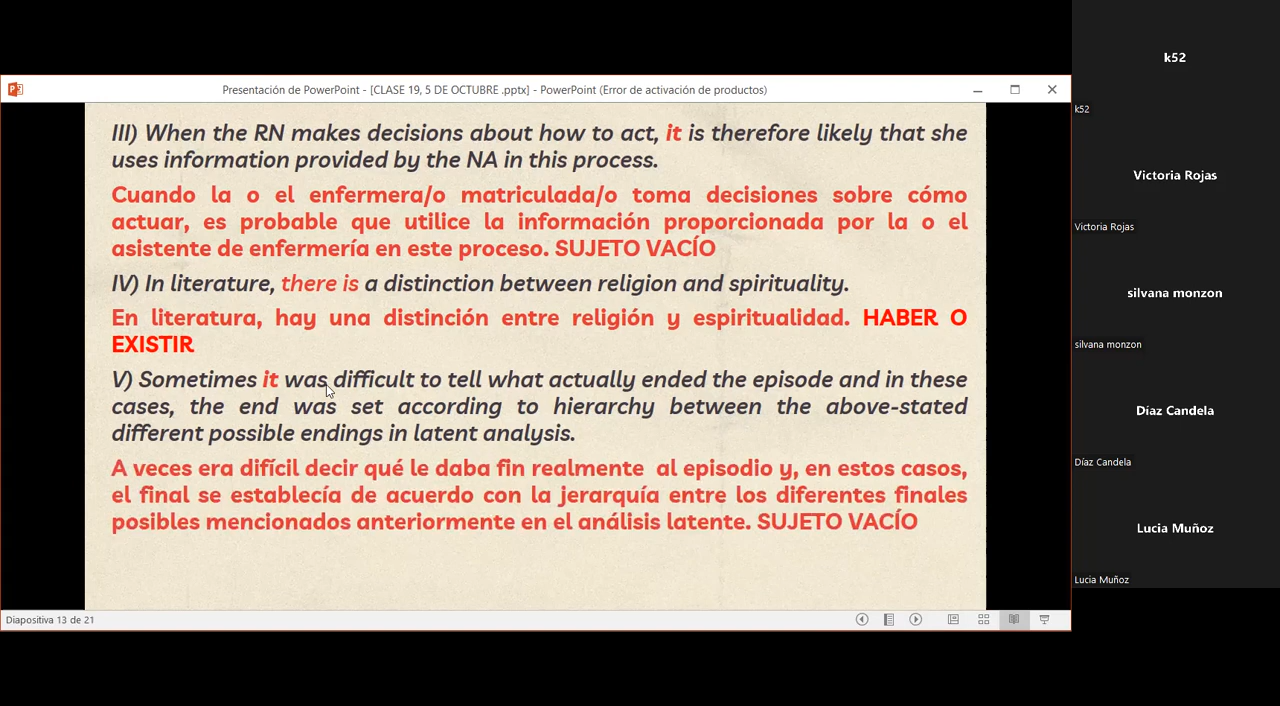 Presentación de PowerPoint - [CLASE 19, 5 DE OCTUBRE .pptx] - PowerPoint (Error de activación de productos)
III) When the RN makes decisions about how to act, it is therefore likely that she
uses information provided by the NA in this process.
Cuando la o el enfermera/o matriculada/o toma decisiones sobre cómo
actuar, es probable que utilice la información proporcionada por la o el
asistente de enfermería en este proceso. SUJETO VACÍO
IV) In literature, there is a distinction between religion and spirituality.
En literatura, hay una distinción entre religión y espiritualidad. HABER O
EXISTIR
V) Sometimes it was difficult to tell what actually ended the episode and in these
cases, the end was set according to hierarchy between the above-stated
different possible endings in latent analysis.
A veces era difícil decir qué le daba fin realmente al episodio y, en estos casos,
el final se establecía de acuerdo con la jerarquía entre los diferentes finales
posibles mencionados anteriormente en el análisis latente. SUJETO VACÍO
Diapositiva 13 de 21
k52
k52
Victoria Rojas
Victoria Rojas
silvana monzon
silvana monzon
Díaz Candela
Díaz Candela
Lucia Muñoz
Lucia Muñoz